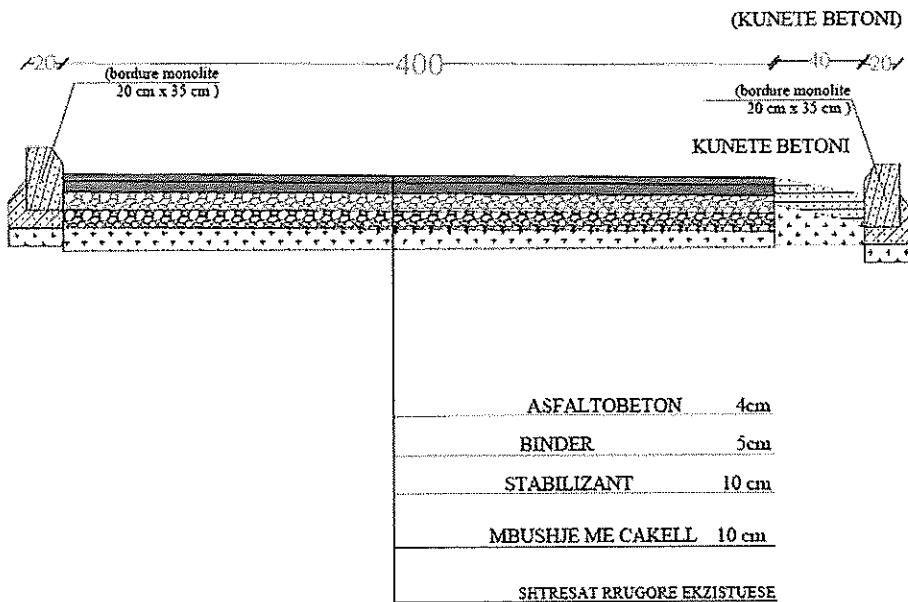 (KUNETE BETONI)
20 400 40 20
(bordure monolite
20 cm x 35 cm )
(bordure monolite
20 cm x 35 cm )
KUNETE BETONI
ASFALTOBETON 4cm
BINDER 5cm
STABILIZANT 10 cm
MBUSHJE ME CAKELL 10 cm
SHTRESAT RRUGORE EKZISTUESE